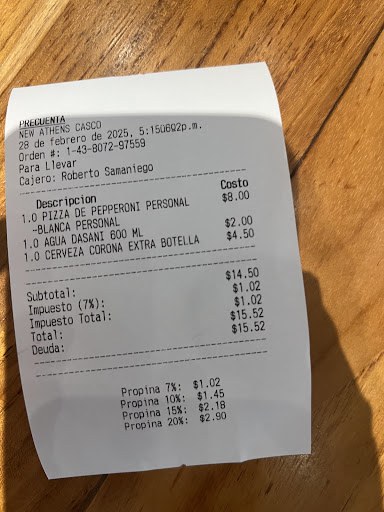 PRECUENTA
NEW ATHENS CASCO
28 de febrero de 2025, 5:150602p.m.
Orden #: 1-43-8072-97559
Para Llevar
Cajero: Roberto Samaniego
Descripcion Costo
1.0 PIZZA DE PEPPERONI PERSONAL $8.00
-BLANCA PERSONAL
1.0 AGUA DASANI 600 ML $2.00
1.0 CERVEZA CORONA EXTRA BOTELLA $4.50
Subtotal: $14.50
Impuesto (7%): $1.02
Impuesto Total: $1.02
Total: $15.52
Deuda: $15.52
Propina 7%: $1.02
Propina 10%: $1.45
Propina 15%: $2.18
Propina 20%: $2.90